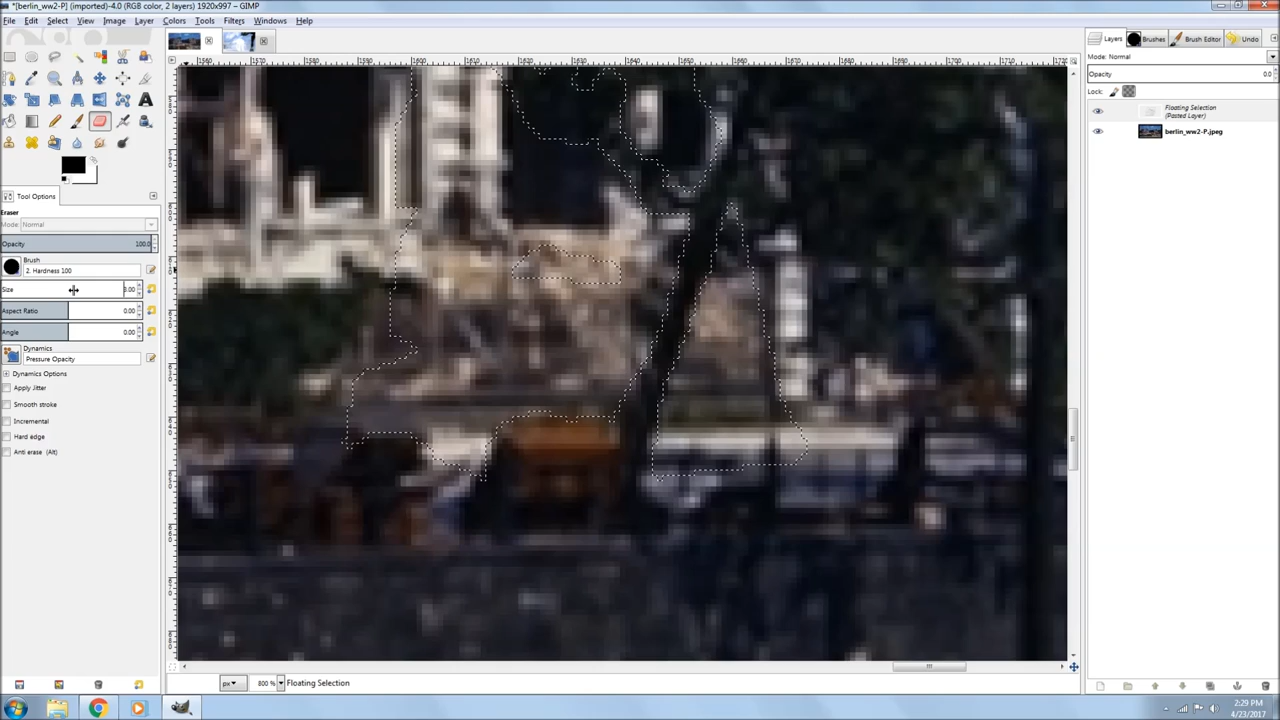 *[berlin_ww2-P] (imported)-4.0 (RGB color, 2 layers) 1920x997 – GIMP
File Edit Select View Image Layer Colors Tools Filters Windows Help
Layers Brushes Brush Editor Undo
Mode: Normal
Opacity 0.0
Lock:
Floating Selection
(Pasted Layer)
berlin_ww2-P.jpeg
Tool Options
Eraser
Mode: Normal
Opacity 100.0
Brush
2. Hardness 100
Size 3.00
Aspect Ratio 0.00
Angle 0.00
Dynamics
Pressure Opacity
Dynamics Options
Apply Jitter
Smooth stroke
Incremental
Hard edge
Anti erase (Alt)
px 800 % Floating Selection
2:29 PM
4/23/2017